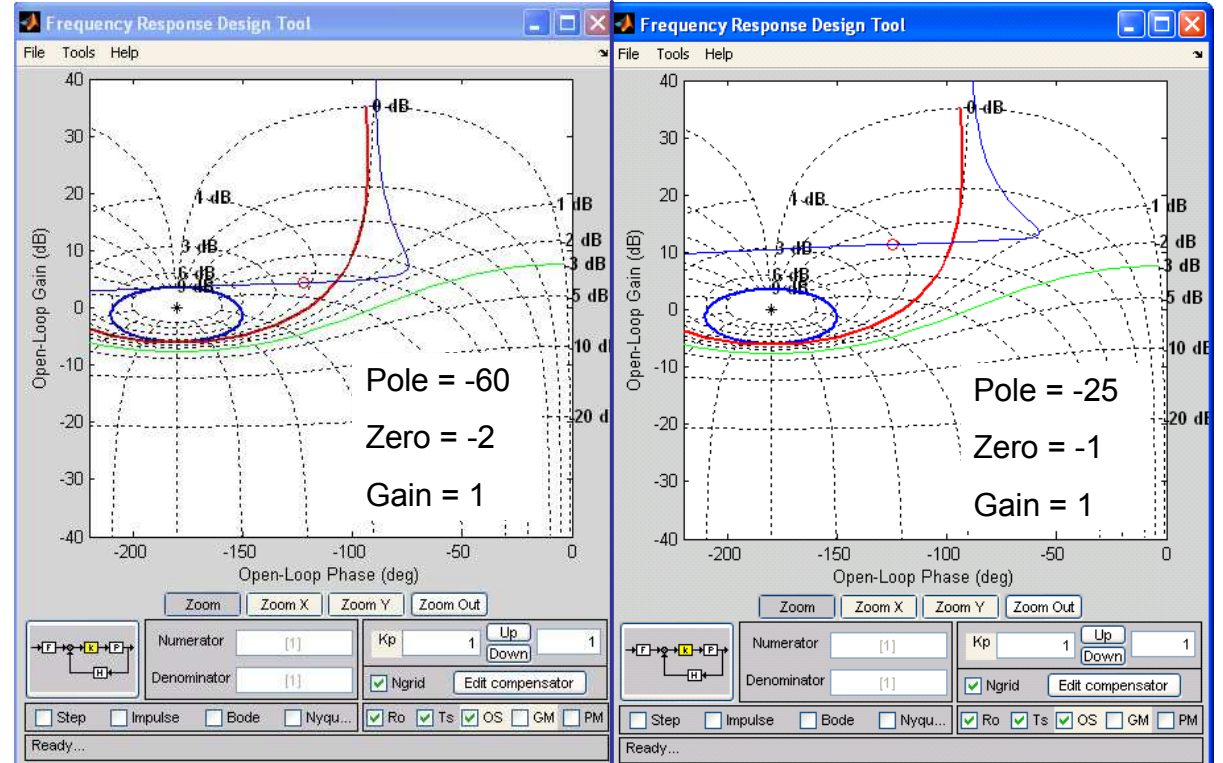 Frequency Response Design Tool
File Tools Help
40
30
20
10
0
-10
-20
-30
-40
Open-Loop Gain (dB)
0 dB
1 dB
3 dB
6 dB
9 dB
-1 dB
-2 dB
-3 dB
-5 dB
-10 d
-20 d
Pole = -60
Zero = -2
Gain = 1
-200 -150 -100 -50 0
Open-Loop Phase (deg)
Zoom Zoom X Zoom Y Zoom Out
F k P H
Numerator [1]
Denominator [1]
Kp 1 Up Down 1
Ngrid Edit compensator
Step Impulse Bode Nyqu... Ro Ts OS GM PM
Ready...
Frequency Response Design Tool
File Tools Help
40
30
20
10
0
-10
-20
-30
-40
Open-Loop Gain (dB)
0 dB
1 dB
3 dB
6 dB
9 dB
-1 dB
-2 dB
-3 dB
-5 dB
-10 dB
-20 dB
Pole = -25
Zero = -1
Gain = 1
-200 -150 -100 -50 0
Open-Loop Phase (deg)
Zoom Zoom X Zoom Y Zoom Out
F k P H
Numerator [1]
Denominator [1]
Kp 1 Up Down 1
Ngrid Edit compensator
Step Impulse Bode Nyqu... Ro Ts OS GM PM
Ready...